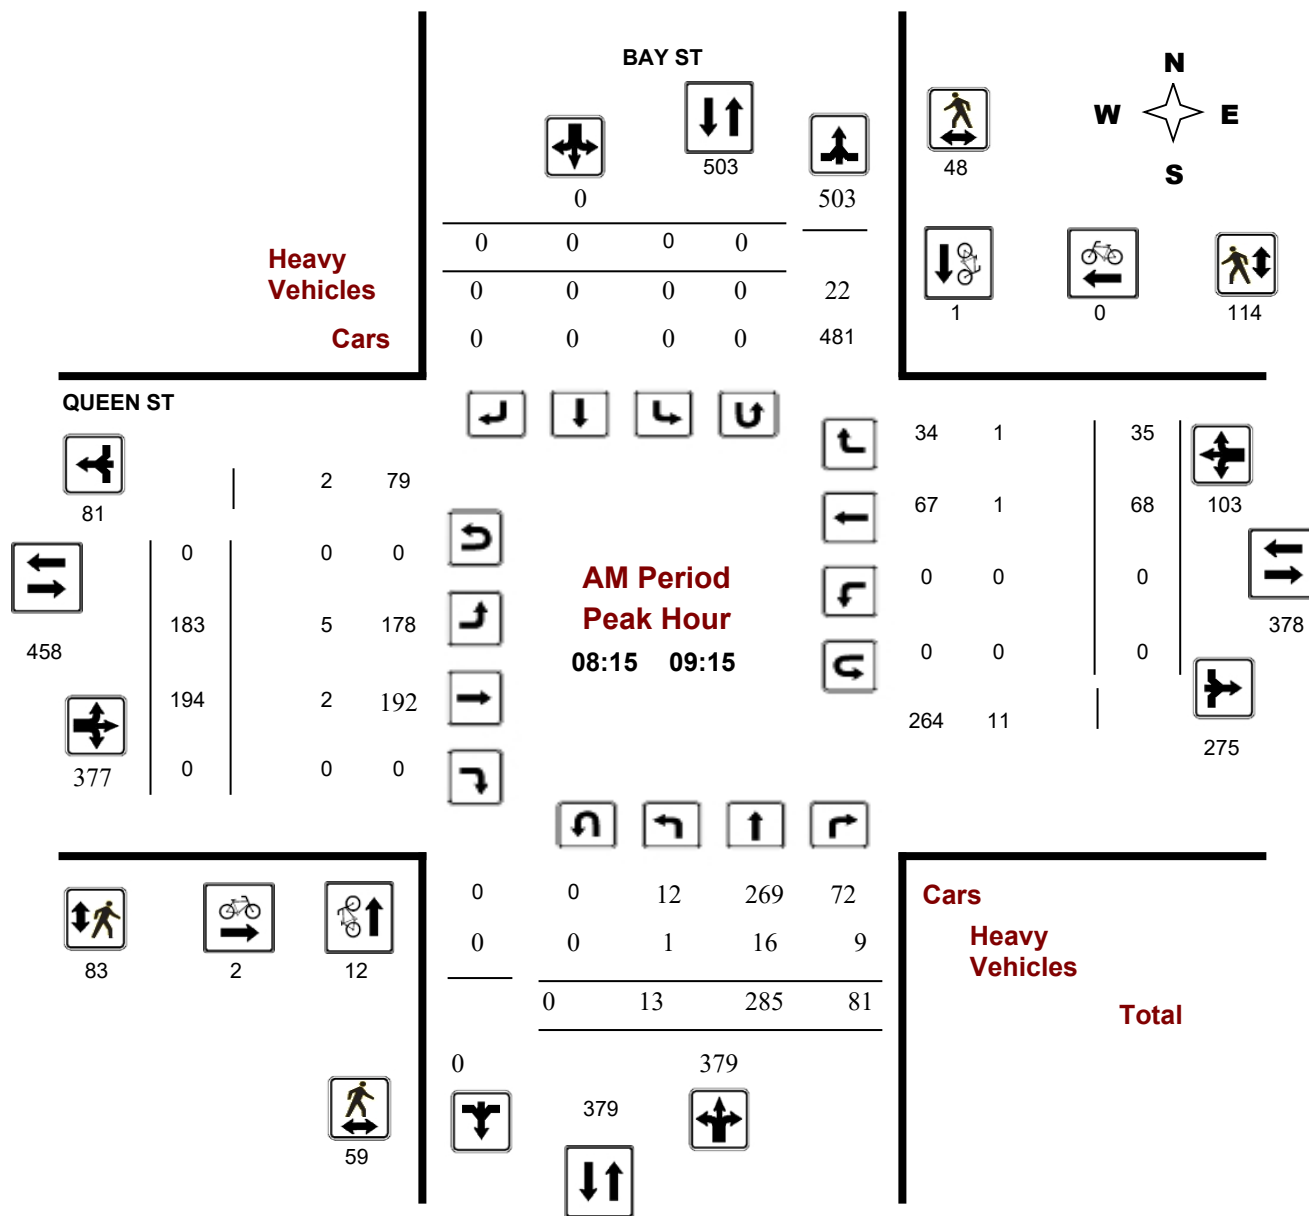 BAY ST
N
W E
S
503
48
0 503
0 0 0 0
Heavy
Vehicles
0 0 0 0 22
Cars
0 0 0 0 481
1 0 114
QUEEN ST
34 1 35
2 79
81
67 1 68 103
0 0 0
AM Period
0 0 0
183 5 178
Peak Hour
378
458
08:15 09:15
0 0 0
194 2 192
264 11
275
377
0 0 0
0 0 12 269 72
Cars
0 0 1 16 9
Heavy
Vehicles
83 2 12
0 13 285 81
Total
0 379
379
59